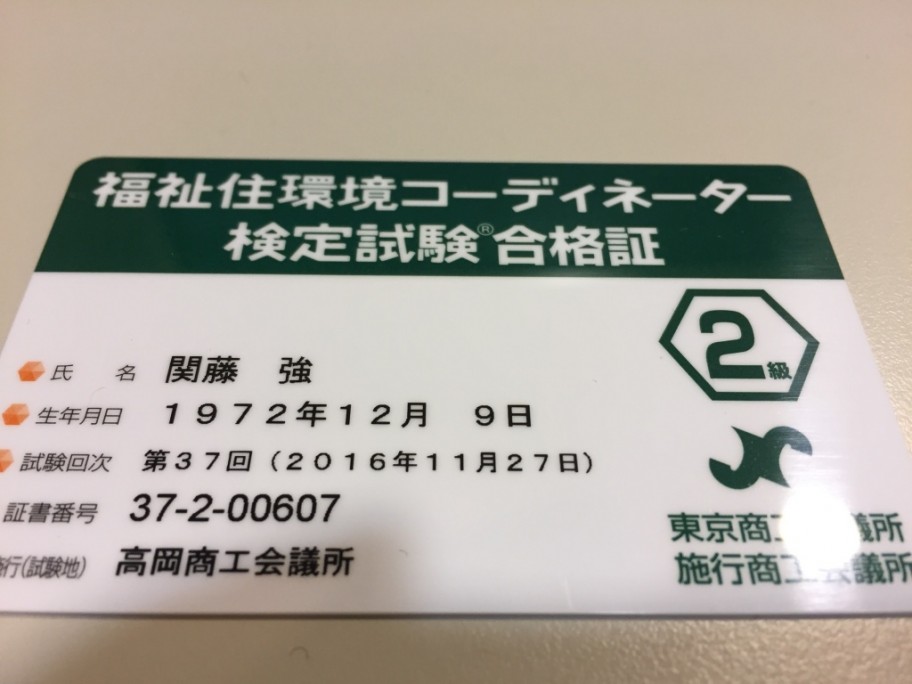 福祉住環境コーディネーター
検定試験® 合格証
2級
氏　名　関藤　強
生年月日　1972年12月　9日
試験回次　第37回（2016年11月27日）
証書番号　37-2-00607
行(試験地)　高岡商工会議所
東京商工会議所
施行商工会議所